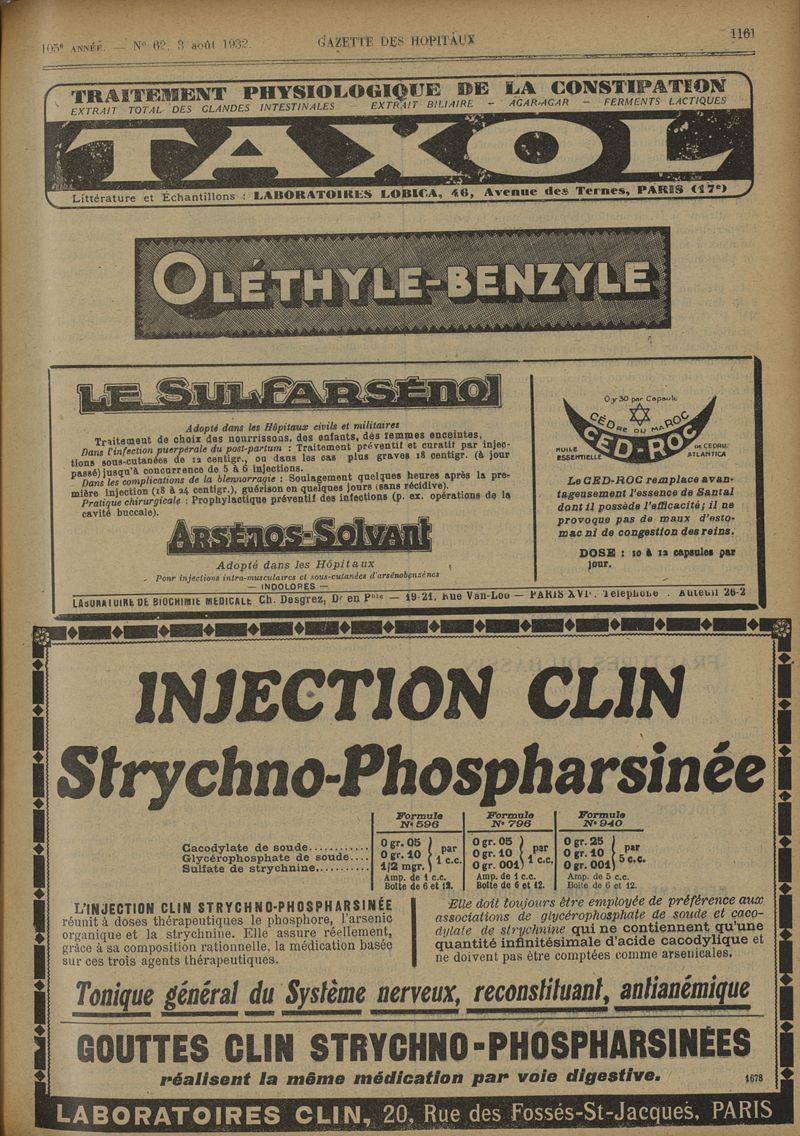 105e ANNÉE. — No 62, 3 août 1932. GAZETTE DES HOPITAUX 1161
TRAITEMENT PHYSIOLOGIQUE DE LA CONSTIPATION
EXTRAIT TOTAL DES GLANDES INTESTINALES — EXTRAIT BILIAIRE — AGAR-AGAR — FERMENTS LACTIQUES
TAXOL
Littérature et Échantillons : LABORATOIRES LOBICA, 46, Avenue des Ternes, PARIS (17e)
OLÉTHYLE-BENZYLE
LE SULFARSÉNOL
Adopté dans les Hôpitaux civils et militaires
Traitement de choix des nourrissons, des enfants, des femmes enceintes,
Dans l'infection puerpérale du post-partum : Traitement préventif et curatif par injec-
tions sous-cutanées de 12 centigr., ou dans les cas plus graves 18 centigr. (à jour
passé) jusqu'à concurrence de 5 à 6 injections.
Dans les complications de la blennorragie : Soulagement quelques heures après la pre-
mière injection (18 à 24 centigr.), guérison en quelques jours (sans récidive).
Pratique chirurgicale : Prophylactique préventif des infections (p. ex. opérations de la
cavité buccale).
ARSÉNOS-SOLVANT
Adopté dans les Hôpitaux
Pour injections intra-musculaires et sous-cutanées d'arsénobenzènes
— INDOLORES —
0,y 30 par Capsule
CÈDRE DU MAROC
CED-ROC
HUILE ESSENTIELLE
DE CEDRUS ATLANTICA
Le CED-ROC remplace avan-
tageusement l'essence de Santal
dont il possède l'efficacité; il ne
provoque pas de maux d'esto-
mac ni de congestion des reins.
DOSE : 10 à 12 capsules par
jour.
LABORATOIRE DE BIOCHIMIE MÉDICALE Ch. Desgrez, Dr en Pcie — 19-21, Rue Van-Loo — PARIS XVIe. Téléphone : Auteuil 26-2
INJECTION CLIN
Strychno-Phospharsinée
Formule No 596 Formule No 796 Formule No 940
Cacodylate de soude............ 0 gr. 05 0 gr. 05 0 gr. 25
Glycérophosphate de soude.... 0 gr. 10 par 1 c.c. 0 gr. 10 par 1 c.c. 0 gr. 10 par 5 c.c.
Sulfate de strychnine........... 1/2 mgr. 0 gr. 001 0 gr. 001
Amp. de 1 c.c. Amp. de 1 c.c. Amp. de 5 c.c.
Boîte de 6 et 12. Boîte de 6 et 12. Boîte de 6 et 12.
L'INJECTION CLIN STRYCHNO-PHOSPHARSINÉE
réunit à doses thérapeutiques le phosphore, l'arsenic
organique et la strychnine. Elle assure réellement,
grâce à sa composition rationnelle, la médication basée
sur ces trois agents thérapeutiques.
Elle doit toujours être employée de préférence aux
associations de glycérophosphate de soude et caco-
dylate de strychnine qui ne contiennent qu'une
quantité infinitésimale d'acide cacodylique et
ne doivent pas être comptées comme arsenicales.
Tonique général du Système nerveux, reconstituant, antianémique
GOUTTES CLIN STRYCHNO-PHOSPHARSINÉES
réalisent la même médication par voie digestive. 1678
LABORATOIRES CLIN, 20, Rue des Fossés-St-Jacques, PARIS